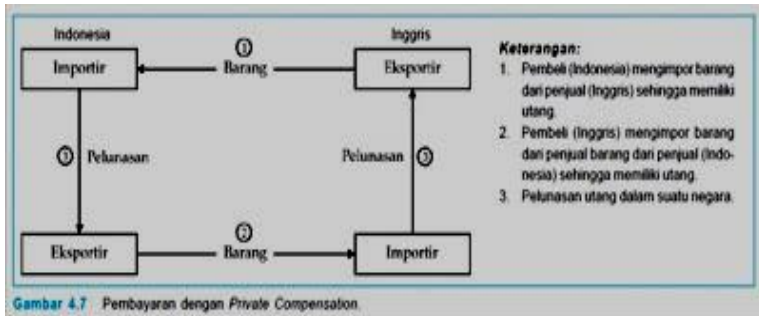 Indonesia
Inggris
①
Importir
Barang
Eksportir
③ Pelunasan
Pelunasan ③
②
Eksportir
Barang
Importir
Keterangan:
1. Pembeli (Indonesia) mengimpor barang
dari penjual (Inggris) sehingga memiliki
utang.
2. Pembeli (Inggris) mengimpor barang
dari penjual barang dari penjual (Indo-
nesia) sehingga memiliki utang.
3. Pelunasan utang dalam suatu negara.
Gambar 4.7 Pembayaran dengan Private Compensation.